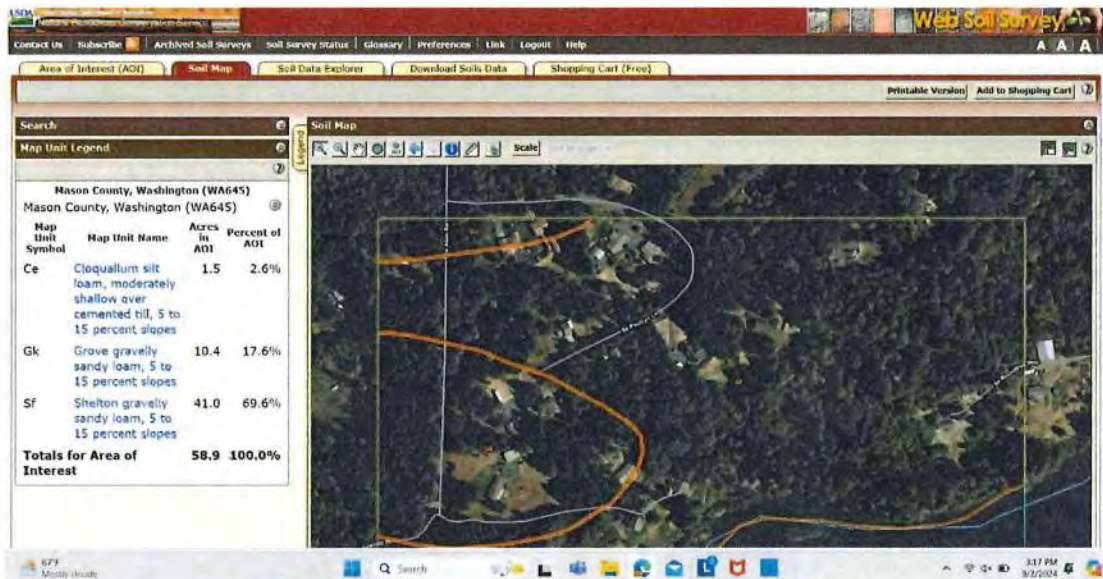 USDA
Web Soil Survey
Contact Us Subscribe Archived Soil Surveys Soil Survey Status Glossary Preferences Link Logout Help A A A
Area of Interest (AOI) Soil Map Soil Data Explorer Download Soils Data Shopping Cart (Free)
Printable Version Add to Shopping Cart
Search
Map Unit Legend
Mason County, Washington (WA645)
Mason County, Washington (WA645)
Map Unit Symbol Map Unit Name Acres in AOI Percent of AOI
Ce Cloquallum silt loam, moderately shallow over cemented till, 5 to 15 percent slopes 1.5 2.6%
Gk Grove gravelly sandy loam, 5 to 15 percent slopes 10.4 17.6%
Sf Shelton gravelly sandy loam, 5 to 15 percent slopes 41.0 69.6%
Totals for Area of Interest 58.9 100.0%
Legend
Soil Map
Scale
67°F
Mostly cloudy
Search
3:17 PM
9/2/2024